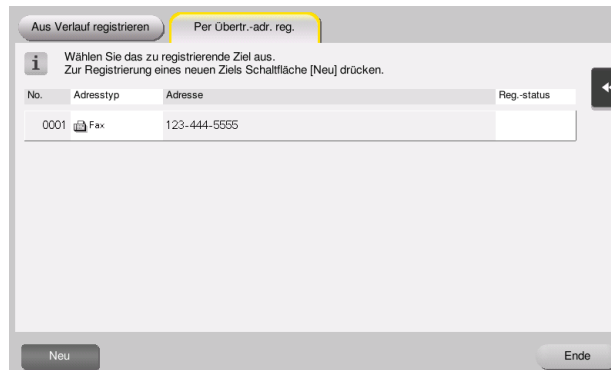 Aus Verlauf registrieren
Per Übertr.-adr. reg.
i
Wählen Sie das zu registrierende Ziel aus.
Zur Registrierung eines neuen Ziels Schaltfläche [Neu] drücken.
No. Adresstyp Adresse Reg.-status
0001 Fax 123-444-5555
Neu
Ende